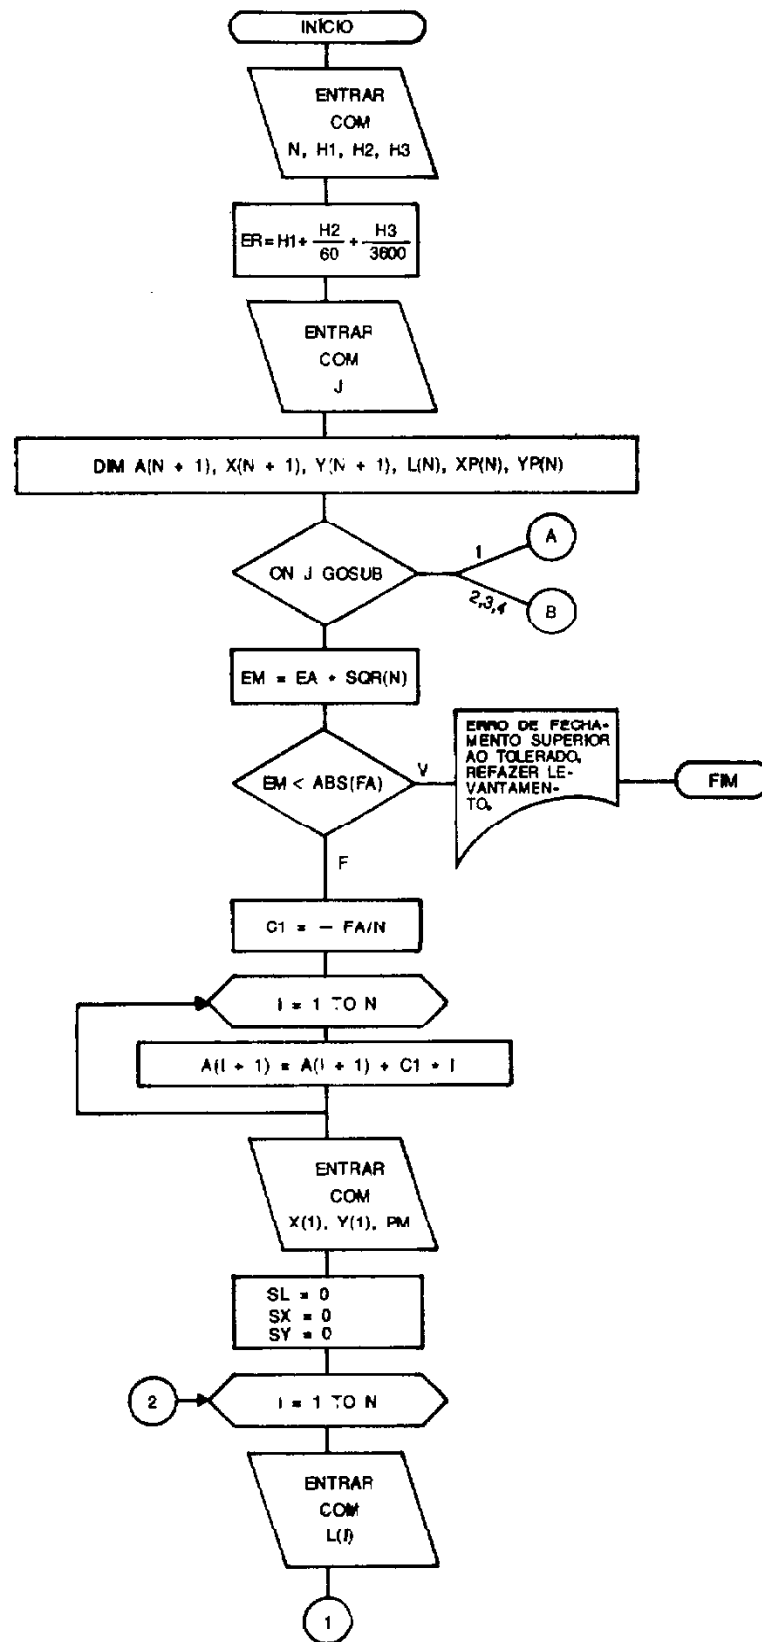 INÍCIO
ENTRAR
COM
N, H1, H2, H3
ER = H1 + H2/60 + H3/3600
ENTRAR
COM
J
DIM A(N + 1), X(N + 1), Y(N + 1), L(N), XP(N), YP(N)
ON J GOSUB
1
A
2,3,4
B
EM = EA * SQR(N)
EM < ABS(FA)
V
ERRO DE FECHA-
MENTO SUPERIOR
AO TOLERADO,
REFAZER LE-
VANTAMEN-
TO.
FIM
F
C1 = - FA/N
I = 1 TO N
A(I + 1) = A(I + 1) + C1 * I
ENTRAR
COM
X(1), Y(1), PM
SL = 0
SX = 0
SY = 0
2
I = 1 TO N
ENTRAR
COM
L(I)
1